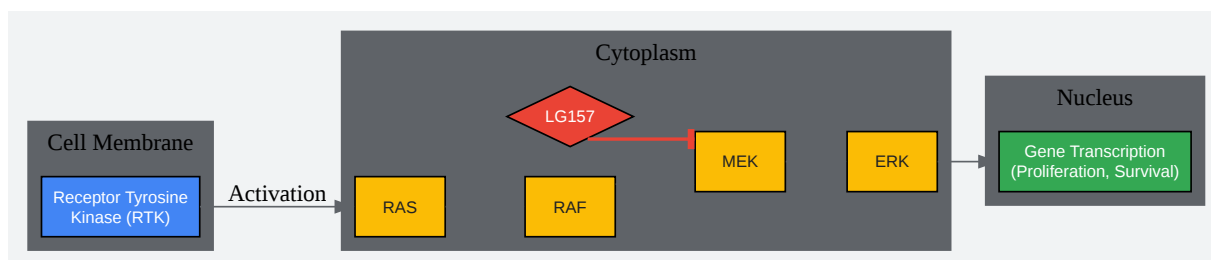 Cytoplasm
LG157
Nucleus
Cell Membrane
Gene Transcription
(Proliferation, Survival)
MEK
ERK
Receptor Tyrosine
Kinase (RTK)
Activation
RAS
RAF